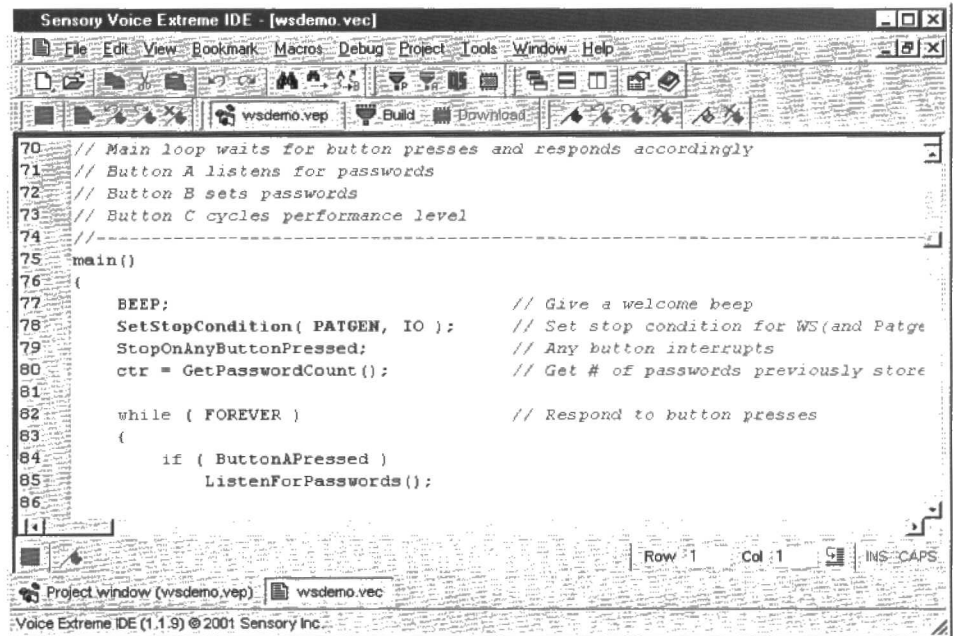 Sensory Voice Extreme IDE - [wsdemo.vec]
File Edit View Bookmark Macros Debug Project Tools Window Help
wsdemo.vep Build Download
70 // Main loop waits for button presses and responds accordingly
71 // Button A listens for passwords
72 // Button B sets passwords
73 // Button C cycles performance level
74 //----------------------------------------------------------------------
75 main()
76 {
77 BEEP; // Give a welcome beep
78 SetStopCondition( PATGEN, IO ); // Set stop condition for WS(and Patge
79 StopOnAnyButtonPressed; // Any button interrupts
80 ctr = GetPasswordCount(); // Get # of passwords previously store
81
82 while ( FOREVER ) // Respond to button presses
83 {
84 if ( ButtonAPressed )
85 ListenForPasswords();
86
Row 1 Col 1 INS CAPS
Project window (wsdemo.vep) wsdemo.vec
Voice Extreme IDE (1.1.9) © 2001 Sensory Inc.